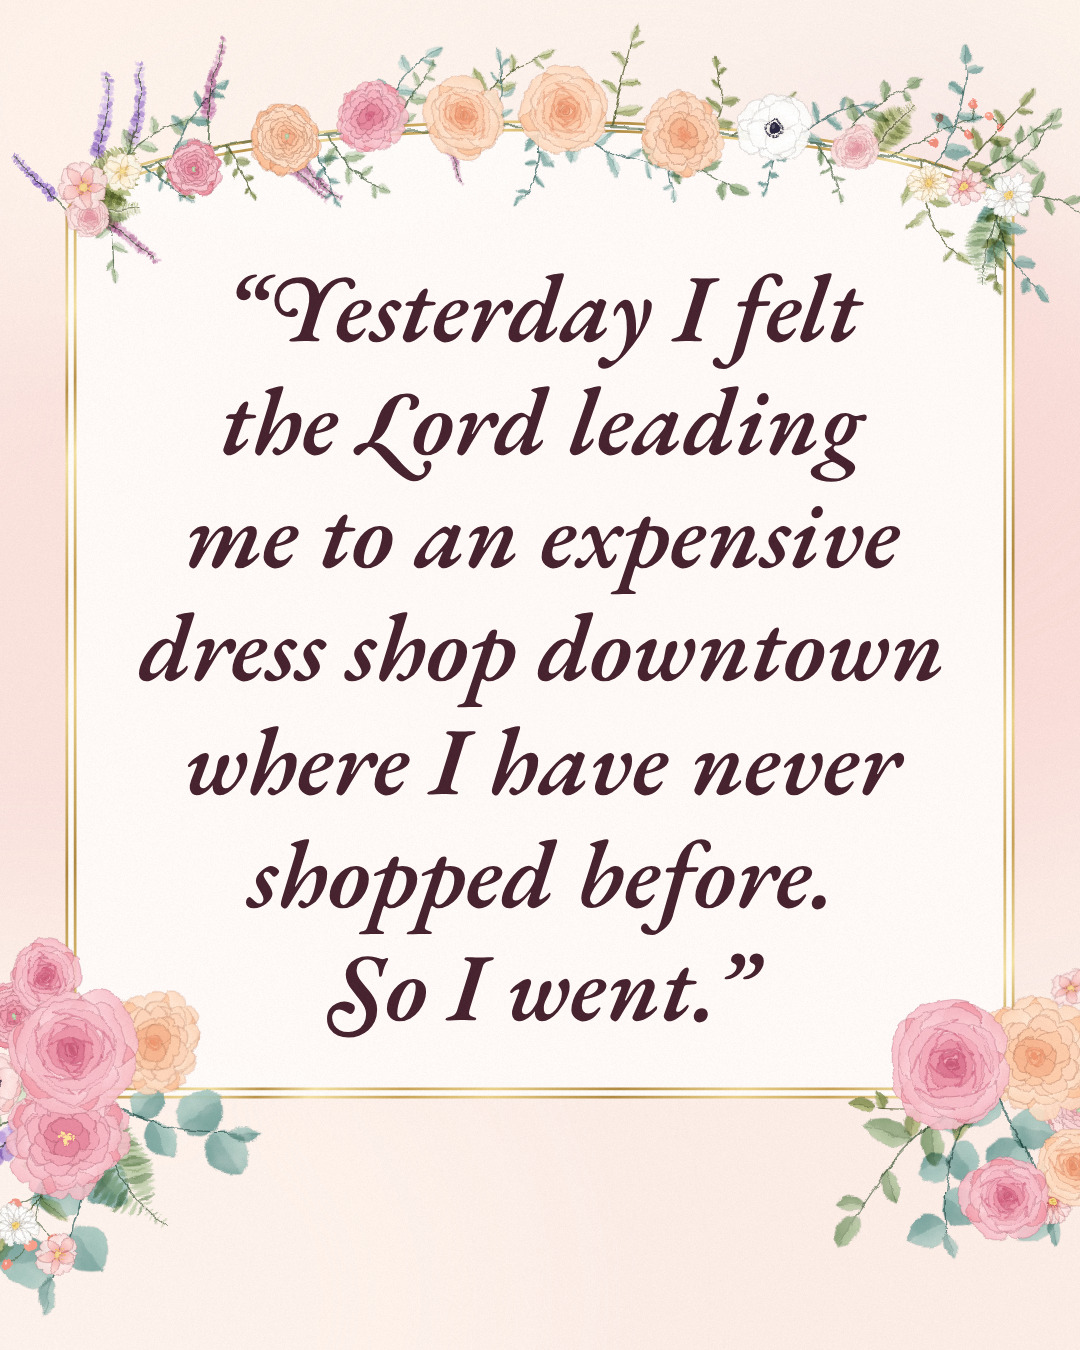 “Yesterday I felt
the Lord leading
me to an expensive
dress shop downtown
where I have never
shopped before.
So I went.”